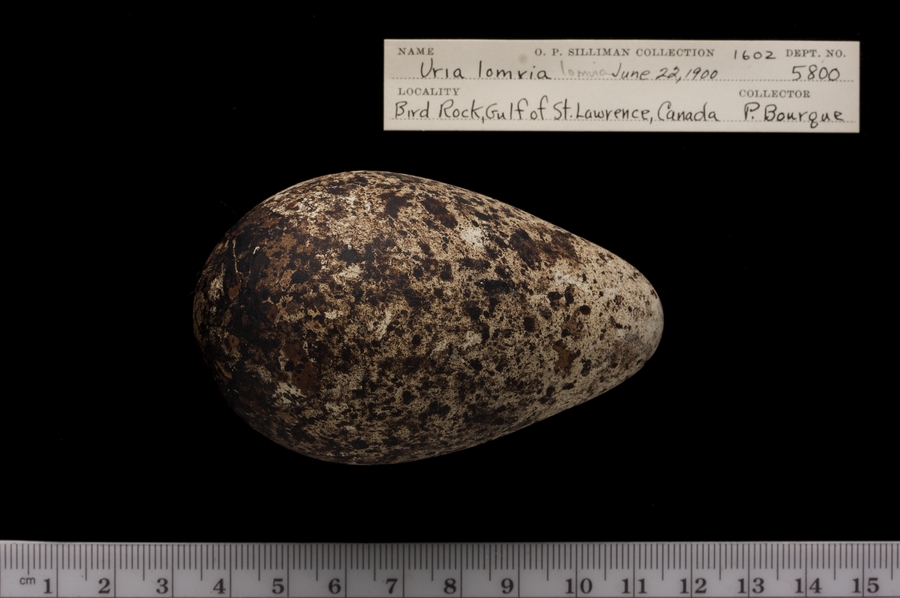 NAME O. P. SILLIMAN COLLECTION 1602 DEPT. NO.
Uria lomvia lomvia June 22, 1900 5800
LOCALITY COLLECTOR
Bird Rock, Gulf of St. Lawrence, Canada P. Bourque
cm 1 2 3 4 5 6 7 8 9 10 11 12 13 14 15